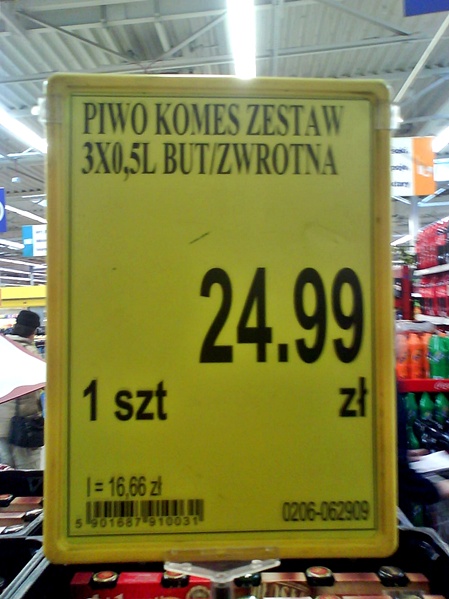 PIWO KOMES ZESTAW
3X0,5L BUT/ZWROTNA
24.99
1 szt zł
l = 16,66 zł
5 901687 910031
0206-062909